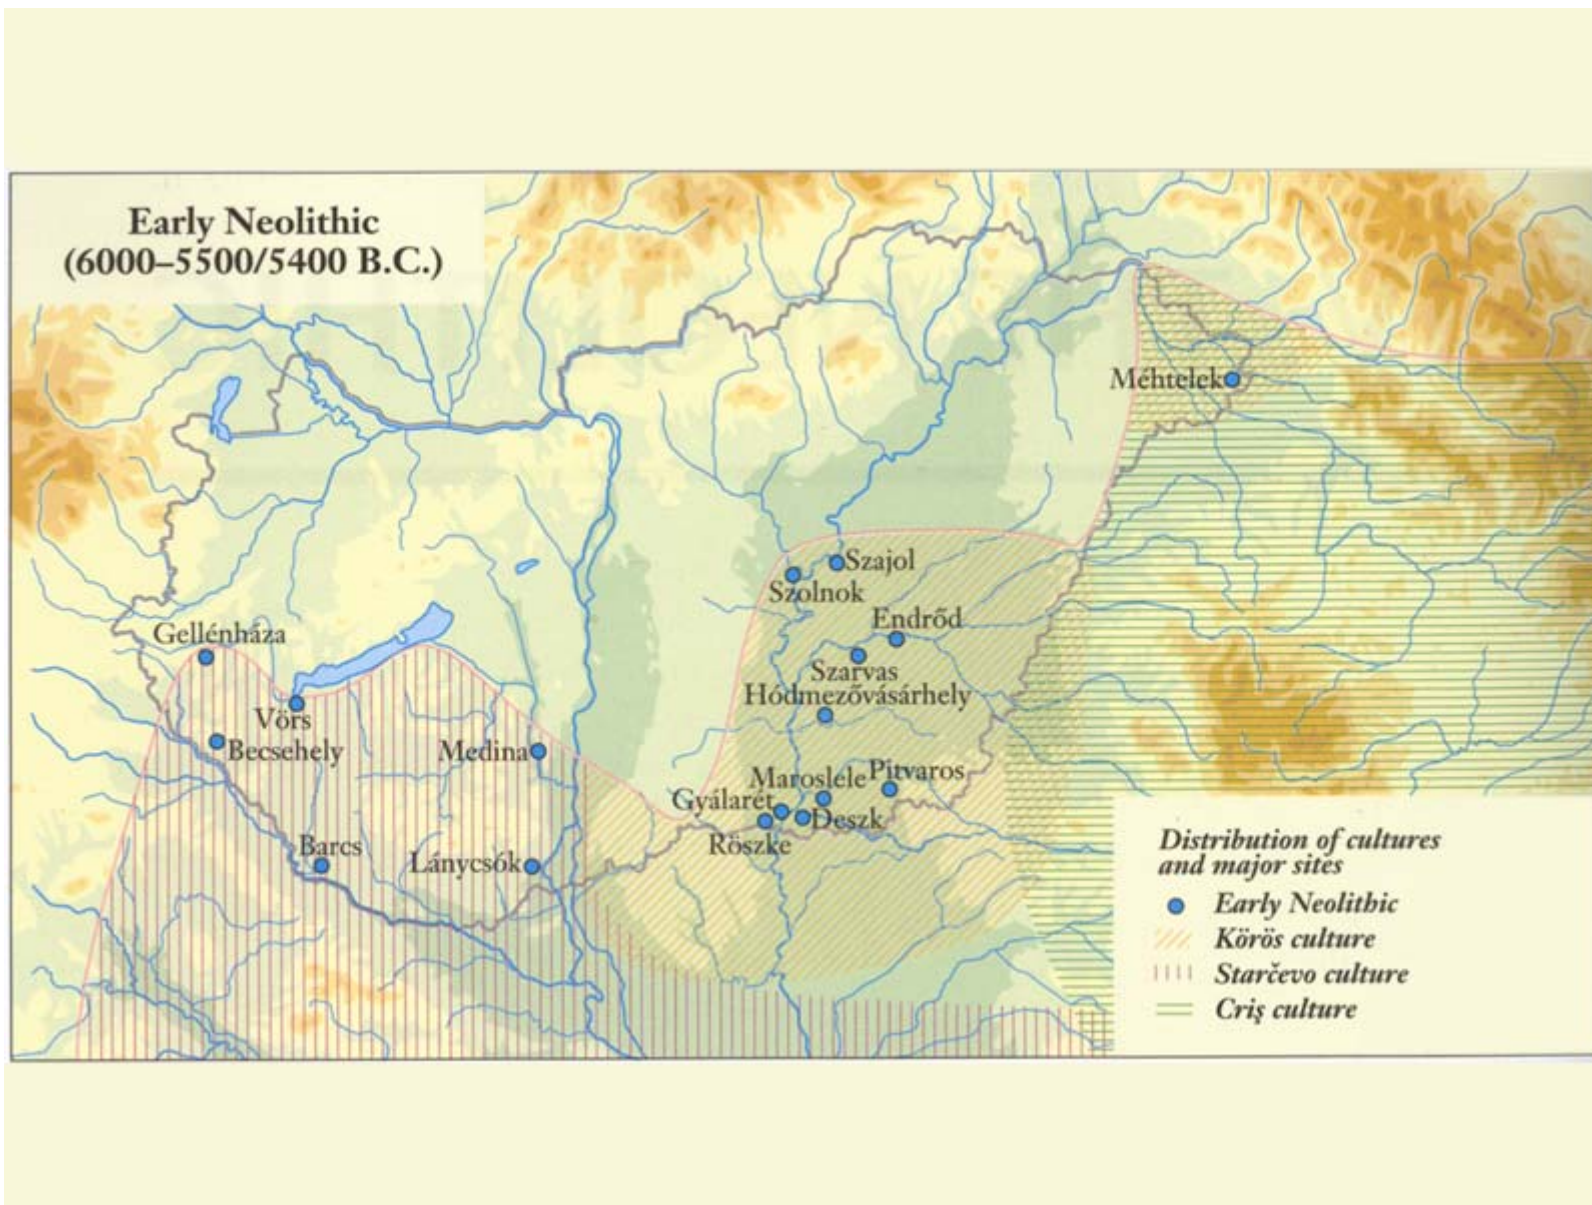 Early Neolithic
(6000–5500/5400 B.C.)
Méhtelek
Szajol
Szolnok
Endrőd
Gellénháza
Szarvas
Hódmezővásárhely
Vörs
Becsehely
Medina
Maroslele
Pitvaros
Gyálarét
Deszk
Röszke
Barcs
Lánycsók
Distribution of cultures
and major sites
Early Neolithic
Körös culture
Starčevo culture
Criş culture